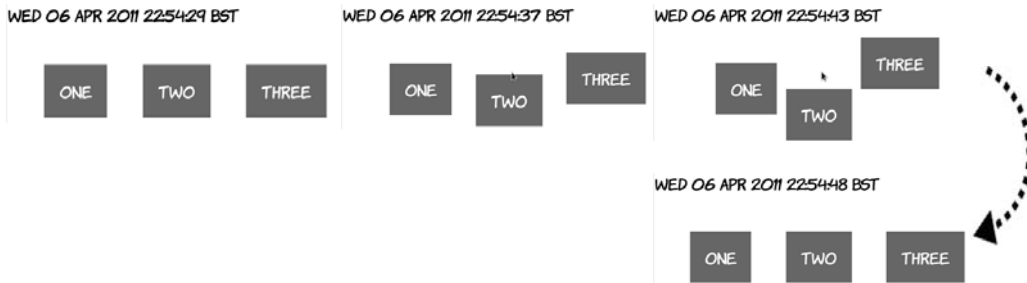 WED 06 APR 2011 22:54:29 BST
ONE TWO THREE
WED 06 APR 2011 22:54:37 BST
ONE TWO THREE
WED 06 APR 2011 22:54:43 BST
ONE TWO THREE
WED 06 APR 2011 22:54:48 BST
ONE TWO THREE